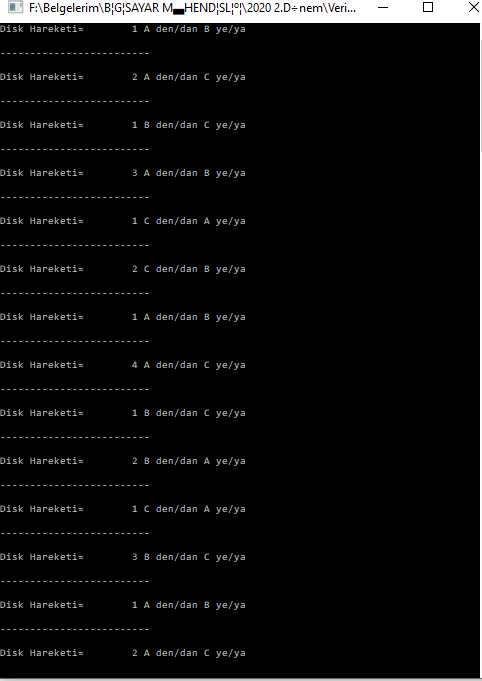 F:\Belgelerim\B¦G¦SAYAR M▄HEND¦SL¦º¦\2020 2.D÷nem\Veri...
Disk Hareketi= 1 A den/dan B ye/ya
-------------------------
Disk Hareketi= 2 A den/dan C ye/ya
-------------------------
Disk Hareketi= 1 B den/dan C ye/ya
-------------------------
Disk Hareketi= 3 A den/dan B ye/ya
-------------------------
Disk Hareketi= 1 C den/dan A ye/ya
-------------------------
Disk Hareketi= 2 C den/dan B ye/ya
-------------------------
Disk Hareketi= 1 A den/dan B ye/ya
-------------------------
Disk Hareketi= 4 A den/dan C ye/ya
-------------------------
Disk Hareketi= 1 B den/dan C ye/ya
-------------------------
Disk Hareketi= 2 B den/dan A ye/ya
-------------------------
Disk Hareketi= 1 C den/dan A ye/ya
-------------------------
Disk Hareketi= 3 B den/dan C ye/ya
-------------------------
Disk Hareketi= 1 A den/dan B ye/ya
-------------------------
Disk Hareketi= 2 A den/dan C ye/ya